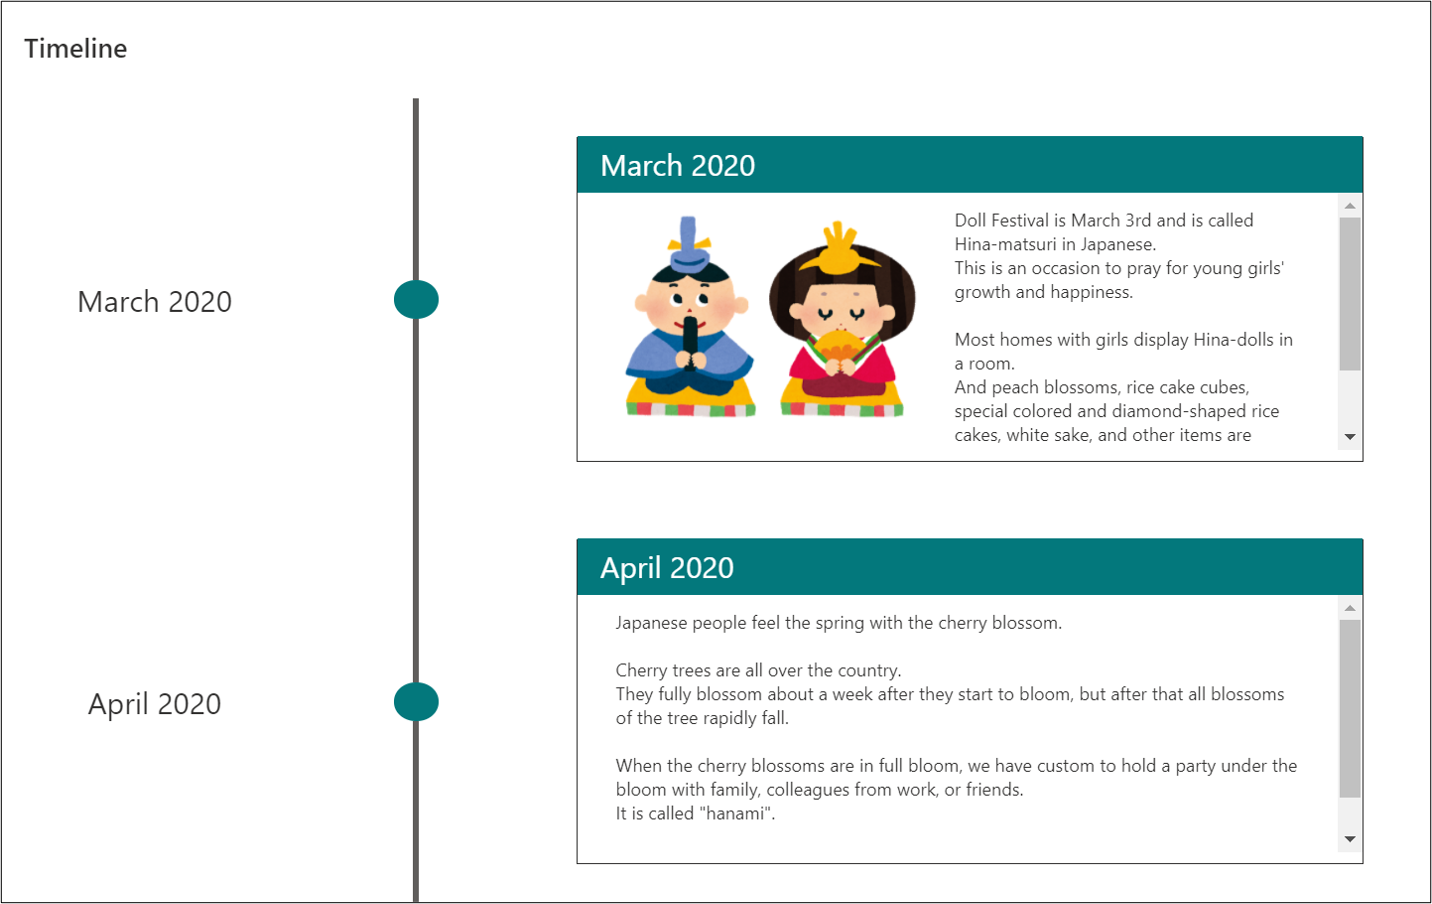 Timeline
March 2020
March 2020
Doll Festival is March 3rd and is called
Hina-matsuri in Japanese.
This is an occasion to pray for young girls'
growth and happiness.
Most homes with girls display Hina-dolls in
a room.
And peach blossoms, rice cake cubes,
special colored and diamond-shaped rice
cakes, white sake, and other items are
April 2020
April 2020
Japanese people feel the spring with the cherry blossom.
Cherry trees are all over the country.
They fully blossom about a week after they start to bloom, but after that all blossoms
of the tree rapidly fall.
When the cherry blossoms are in full bloom, we have custom to hold a party under the
bloom with family, colleagues from work, or friends.
It is called "hanami".